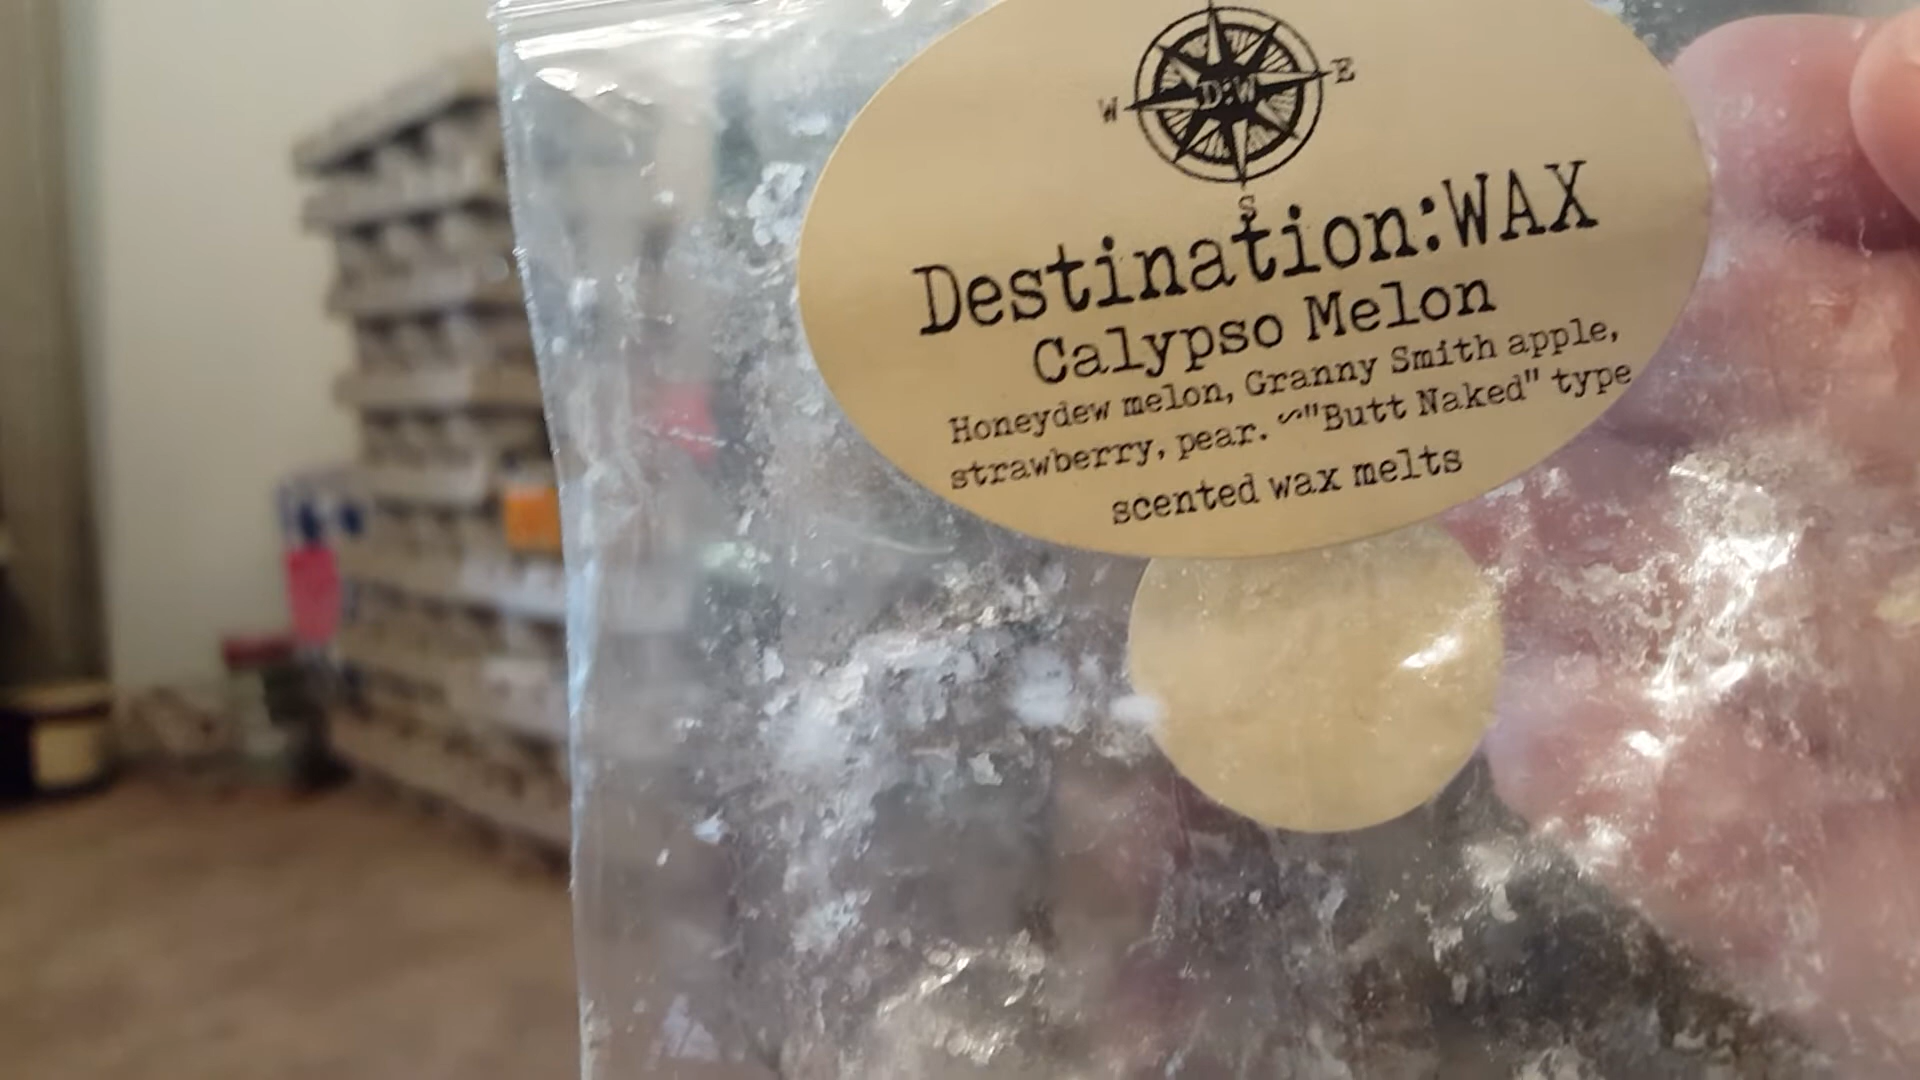 D:W
W E
S
Destination:WAX
Calypso Melon
Honeydew melon, Granny Smith apple,
strawberry, pear. ~"Butt Naked" type
scented wax melts